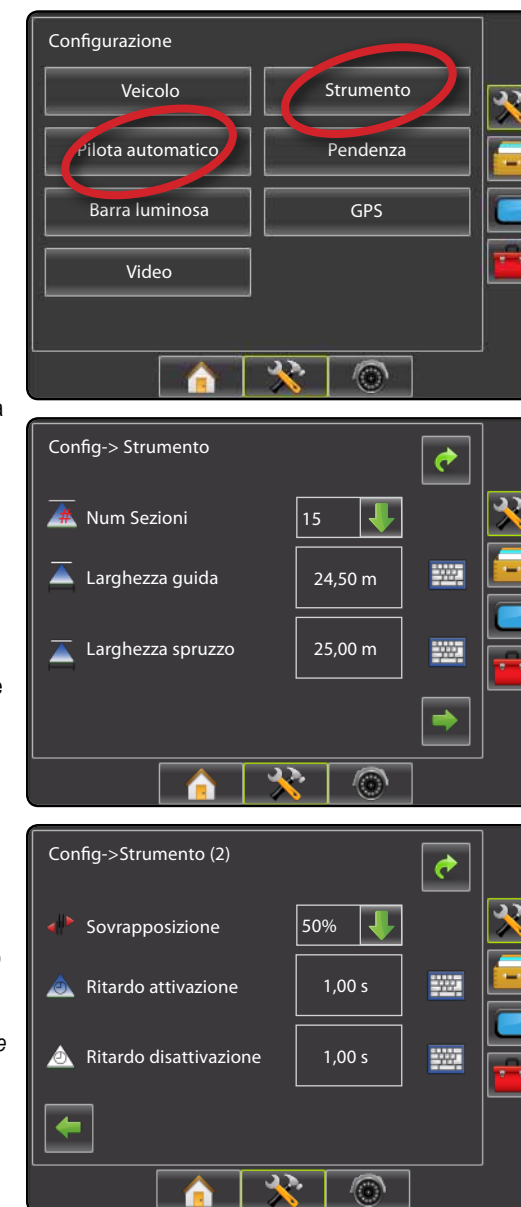 Configurazione
Veicolo Strumento
Pilota automatico Pendenza
Barra luminosa GPS
Video
a
Config-> Strumento
Num Sezioni 15
Larghezza guida 24,50 m
Larghezza spruzzo 25,00 m
e
Config->Strumento (2)
Sovrapposizione 50%
Ritardo attivazione 1,00 s
e
Ritardo disattivazione 1,00 s